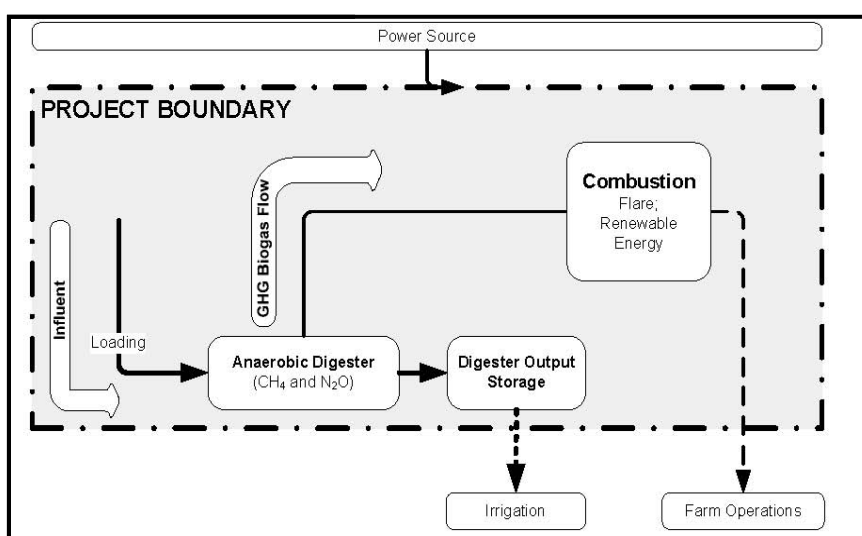 Power Source
PROJECT BOUNDARY
GHG Biogas Flow
Combustion
Flare;
Renewable
Energy
Influent
Loading
Anaerobic Digester
(CH₄ and N₂O)
Digester Output
Storage
Irrigation
Farm Operations